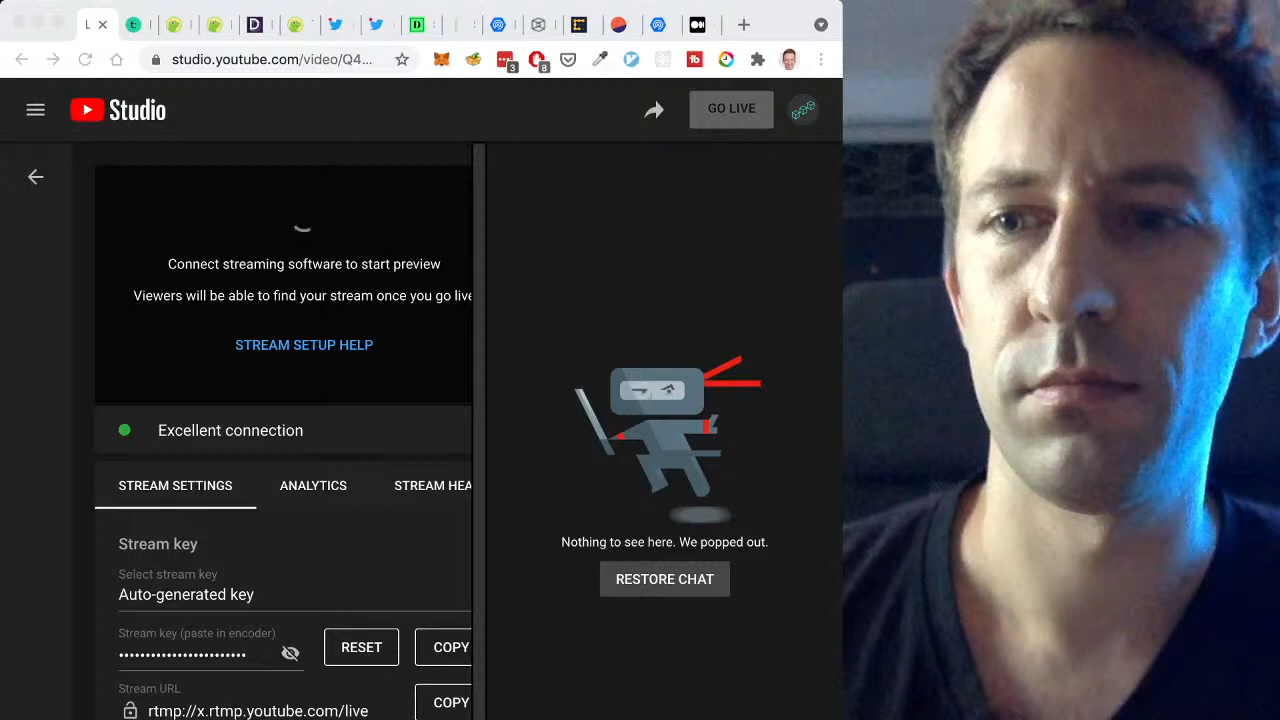 L
studio.youtube.com/video/Q4...
3
8
Studio
GO LIVE
Connect streaming software to start preview
Viewers will be able to find your stream once you go live
STREAM SETUP HELP
Excellent connection
STREAM SETTINGS
ANALYTICS
STREAM HEA
Stream key
Select stream key
Auto-generated key
Stream key (paste in encoder)
RESET
COPY
Stream URL
rtmp://x.rtmp.youtube.com/live
COPY
Nothing to see here. We popped out.
RESTORE CHAT